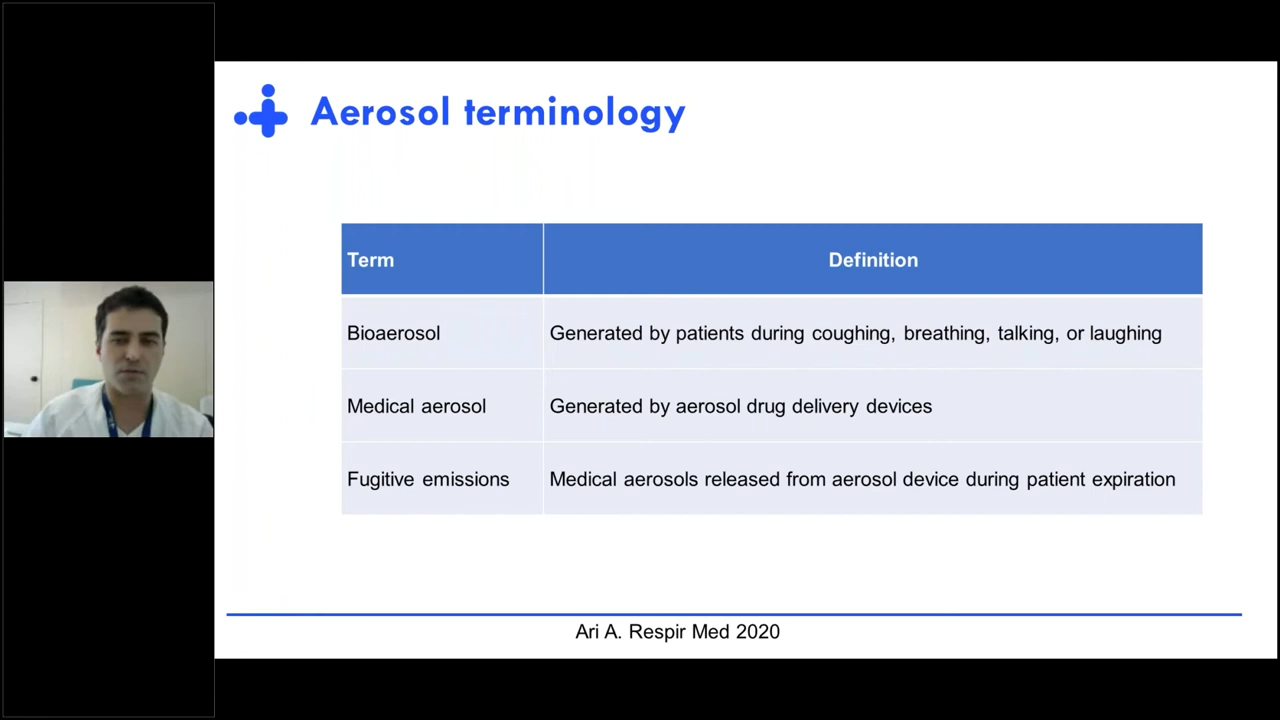 Aerosol terminology
Term Definition
Bioaerosol Generated by patients during coughing, breathing, talking, or laughing
Medical aerosol Generated by aerosol drug delivery devices
Fugitive emissions Medical aerosols released from aerosol device during patient expiration
Ari A. Respir Med 2020